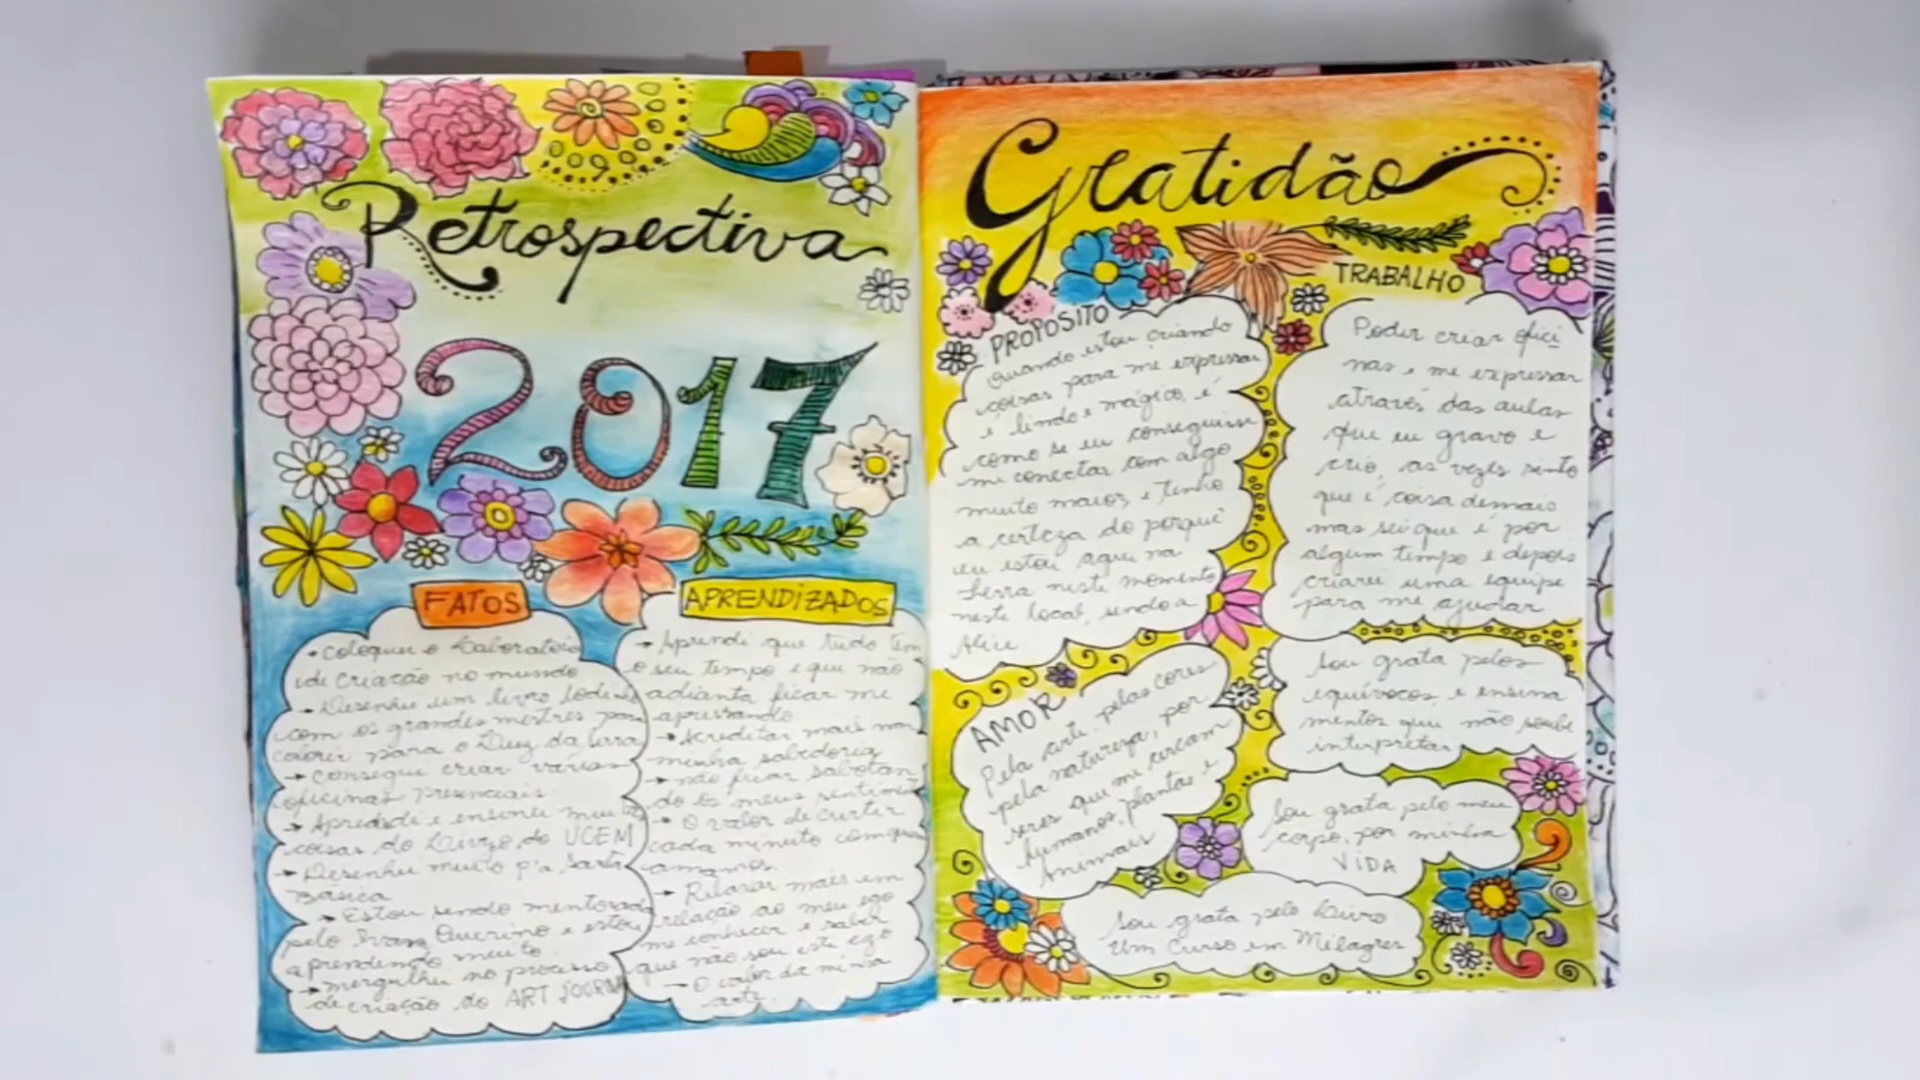 Retrospectiva
2017
FATOS
• Coloquei o Laboratório
de criação no mundo
→ Desenhei um livro
com os grandes mestres para
colorir para o Luz da Serra
→ Consegui criar várias
oficinas presenciais
→ Aprendi e ensinei
coisas do Livro do UCEM
→ Desenhei muito p'a
Básica
→ Estou sendo mentorada
pelo Querino e estou
aprendendo muito
→ mergulhei no processo
de criação do ART JOURNAL
APRENDIZADOS
→ Aprendi que tudo tem
o seu tempo e que não
adianta ficar me
apressando
→ Acreditar mais na
minha sabedoria
→ não ficar sabotan
do os meus sentimen
→ O valor de curtir
cada minuto com quem
amamos.
→ Relaxar mais em
relação ao meu ego
me conhecer e saber
que não sou este ego
→ O valor da minha
arte.
Gratidão
PROPÓSITO
Quando estou criando
coisas para me expressar
é lindo e mágico, é
como se eu conseguisse
me conectar com algo
muito maior, e tenho
a certeza do porquê
eu estou aqui na
terra neste momento
neste local, sendo a
Alice.
TRABALHO
Poder criar ofici
nas e me expressar
através das aulas
que eu gravo e
crio, as vezes sinto
que é coisa demais
mas sei que é por
algum tempo e depois
criarei uma equipe
para me ajudar.
AMOR
Pela arte, pelas cores
pela natureza, por
seres que me cercam
humanos, plantas e
animais
Sou grata pelos
equívocos, e ensina
mentos que não soube
interpretar
Sou grata pelo meu
corpo, por minha
VIDA
Sou grata pelo Livro
Um Curso em Milagres